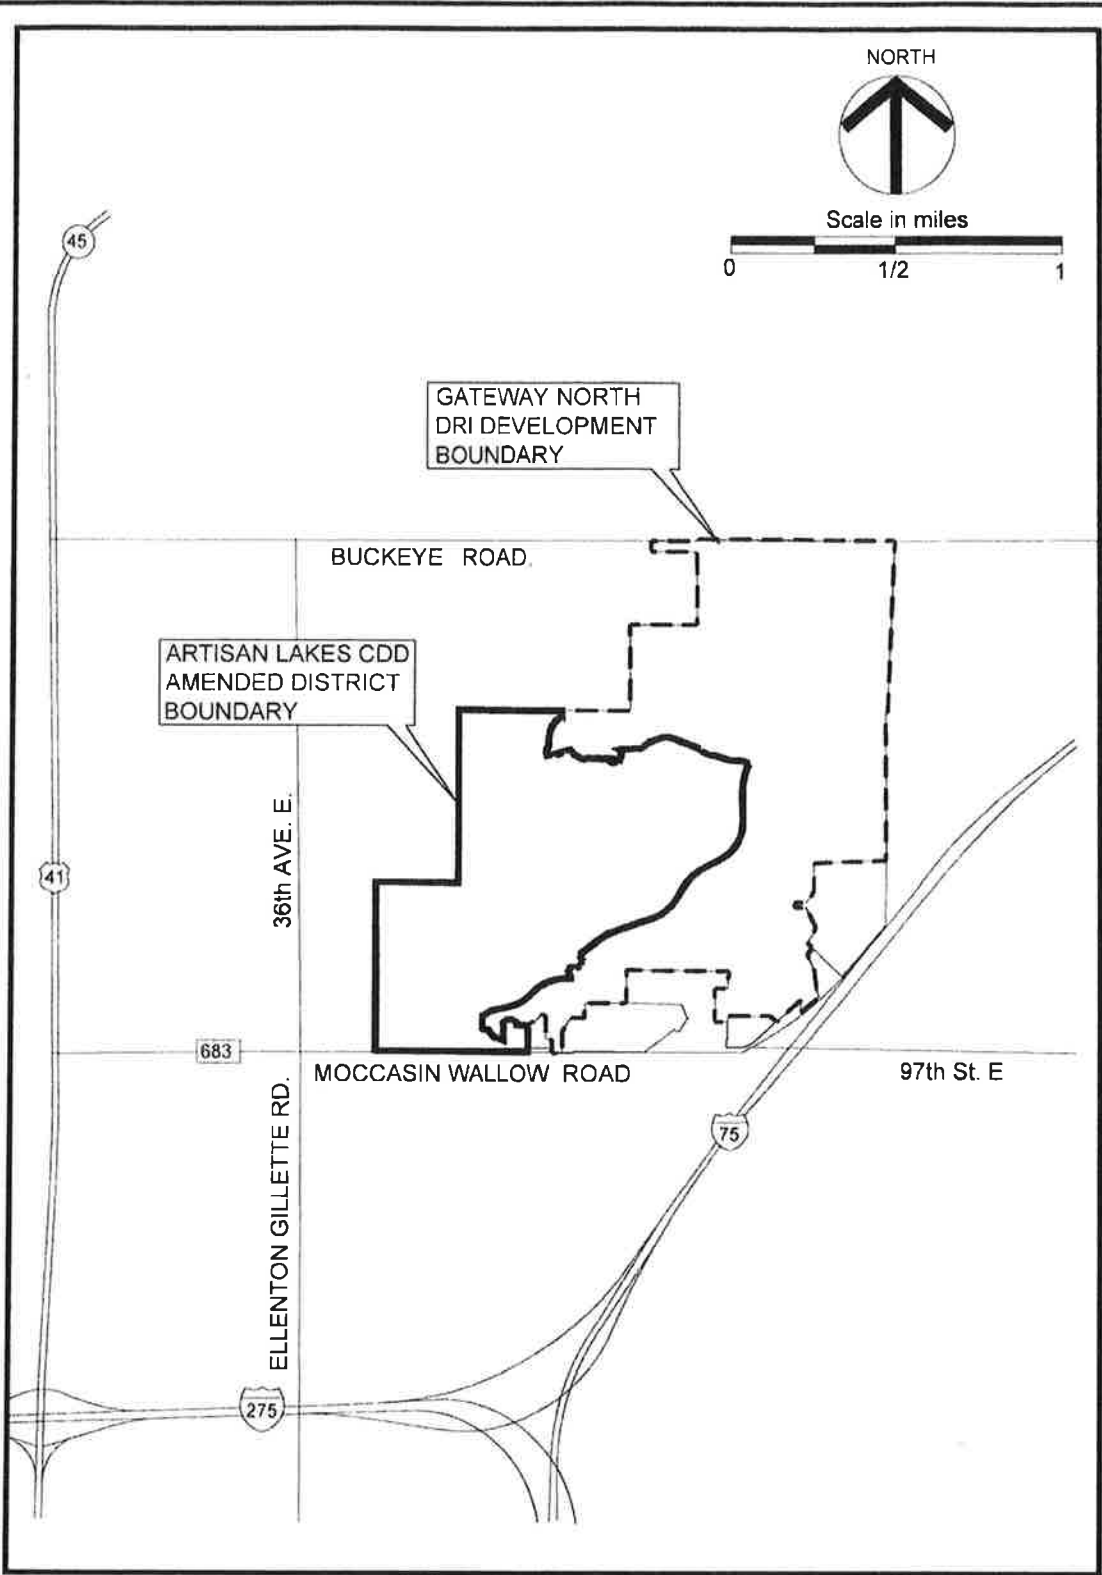 NORTH
Scale in miles
0 1/2 1
45
GATEWAY NORTH
DRI DEVELOPMENT
BOUNDARY
BUCKEYE ROAD
ARTISAN LAKES CDD
AMENDED DISTRICT
BOUNDARY
36th AVE. E.
41
683
MOCCASIN WALLOW ROAD
97th St. E
ELLENTON GILLETTE RD.
75
275